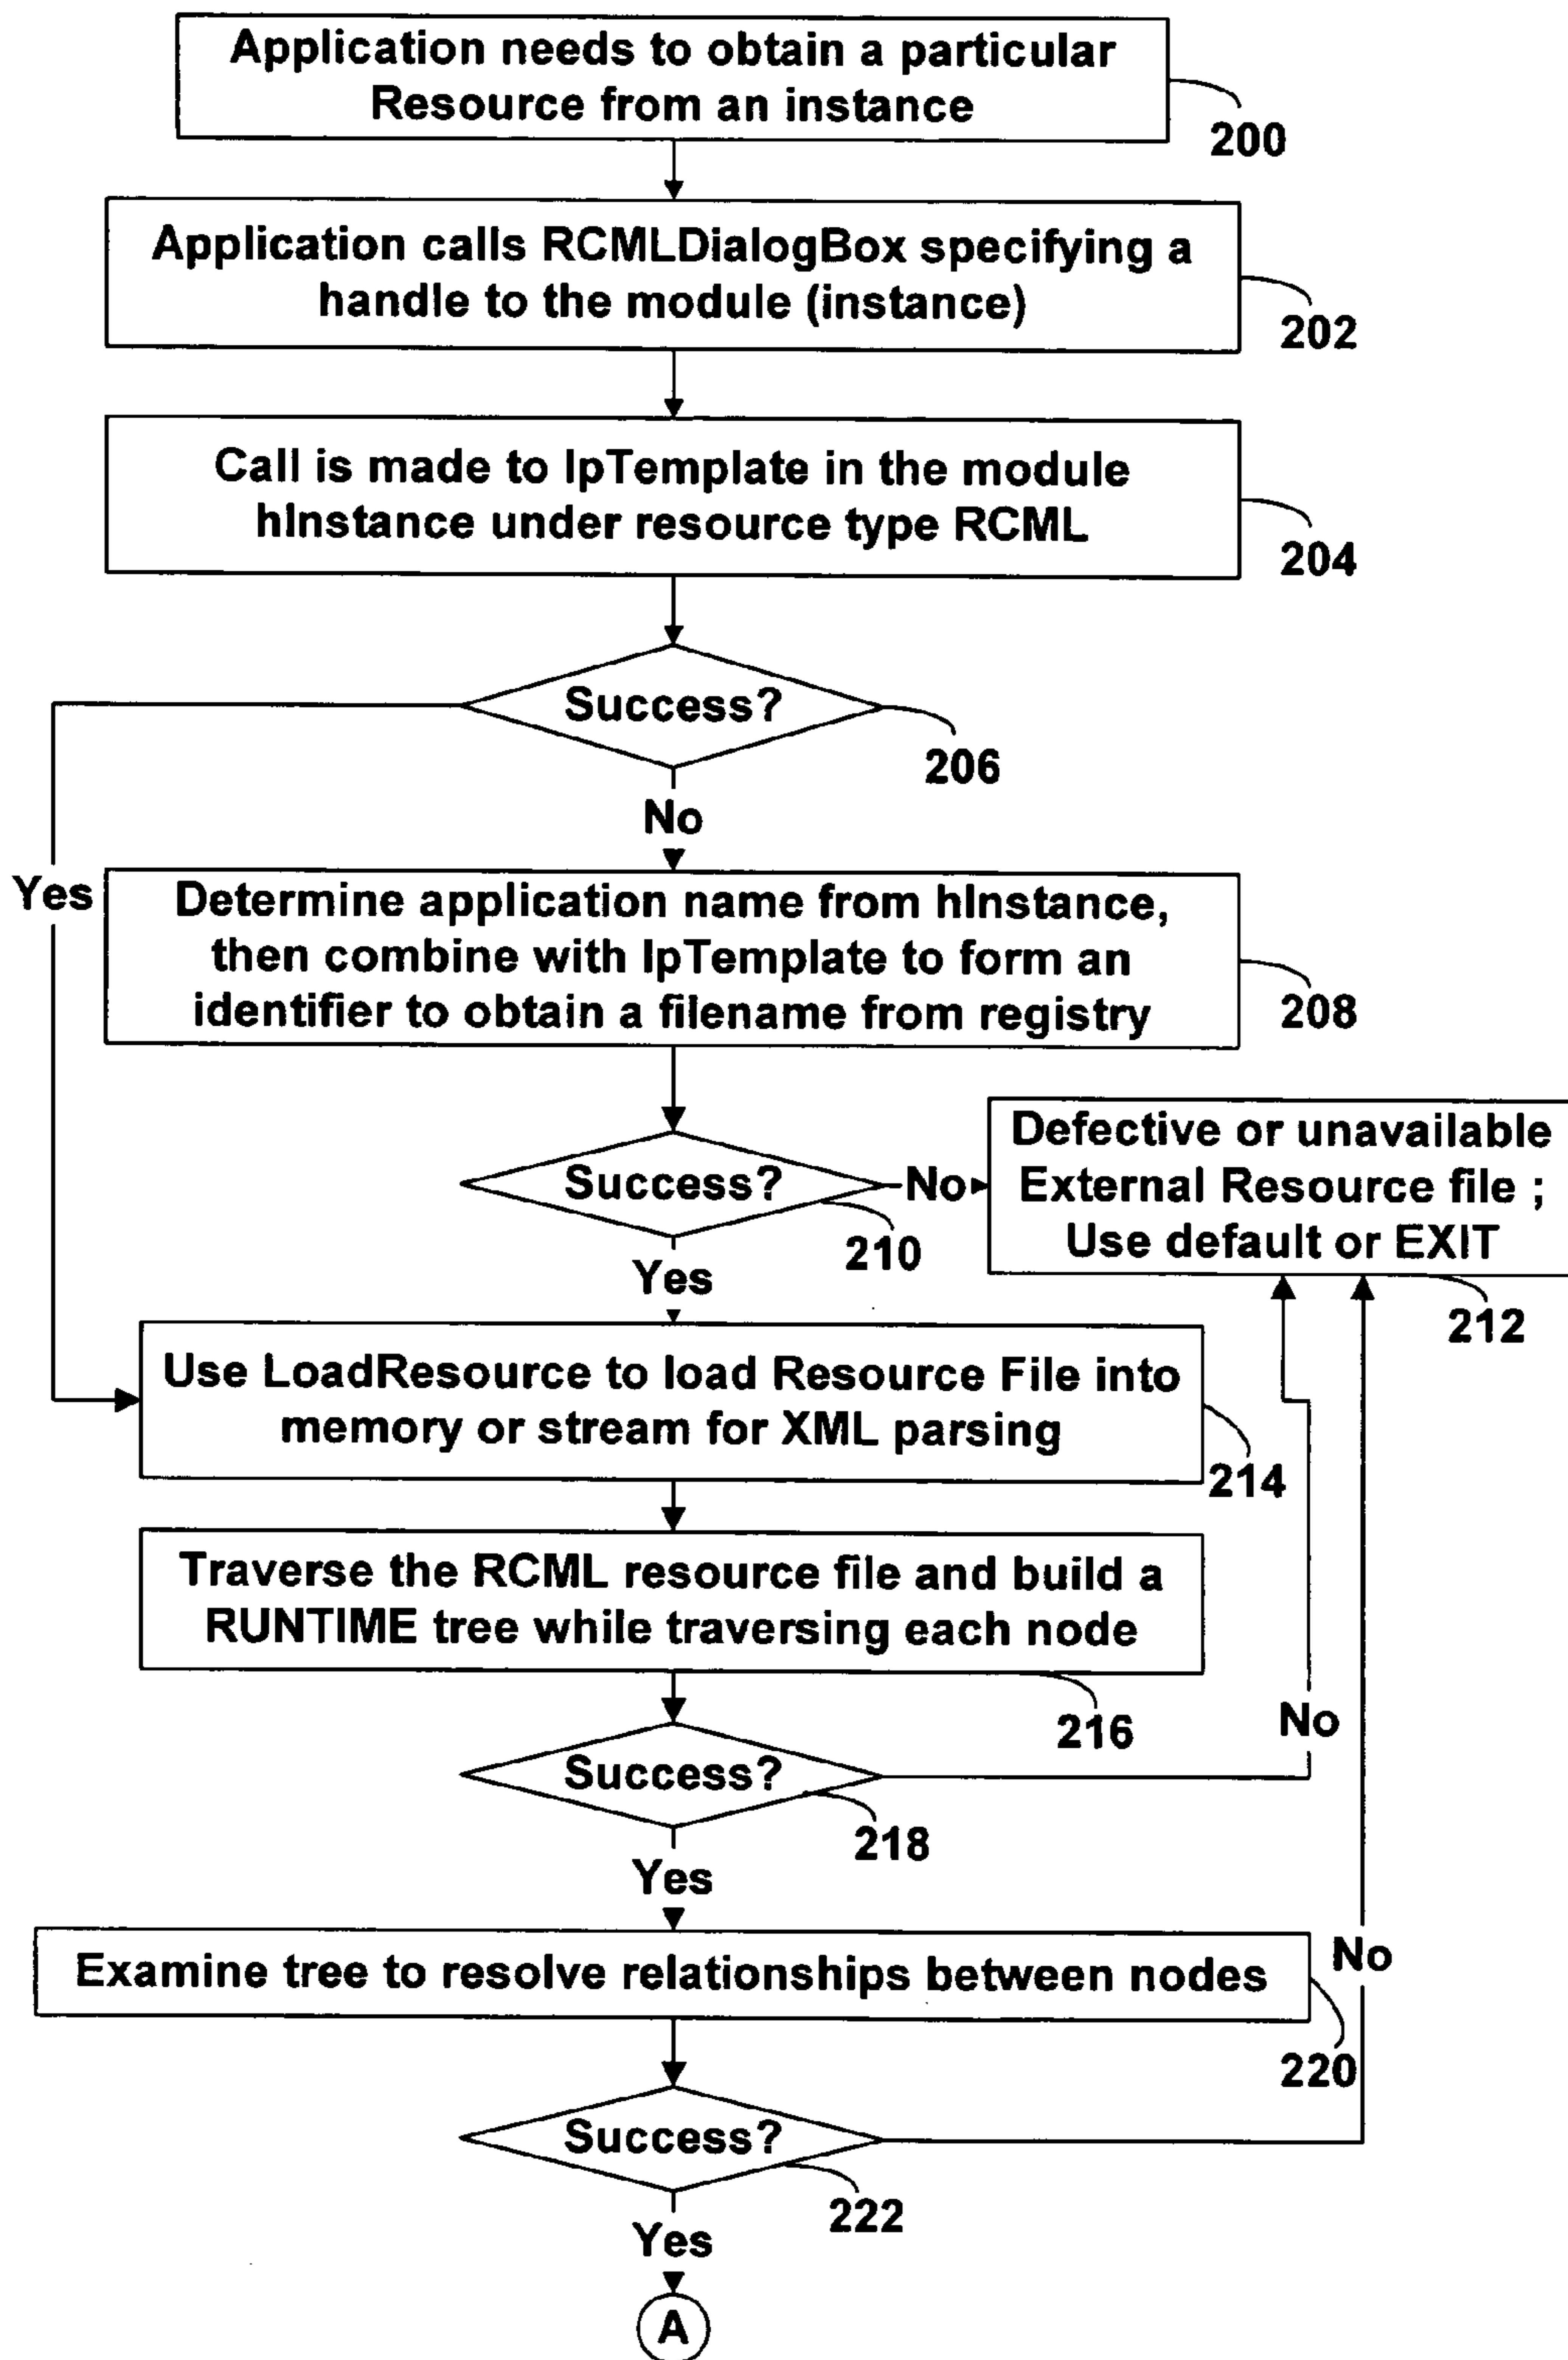 Application needs to obtain a particular
Resource from an instance
200
Application calls RCMLDialogBox specifying a
handle to the module (instance)
202
Call is made to lpTemplate in the module
hInstance under resource type RCML
204
Success?
206
No
Yes
Determine application name from hInstance,
then combine with lpTemplate to form an
identifier to obtain a filename from registry
208
Success?
210
No
Defective or unavailable
External Resource file ;
Use default or EXIT
212
Yes
Use LoadResource to load Resource File into
memory or stream for XML parsing
214
Traverse the RCML resource file and build a
RUNTIME tree while traversing each node
216
Success?
218
No
Yes
Examine tree to resolve relationships between nodes
220
No
Success?
222
Yes
A